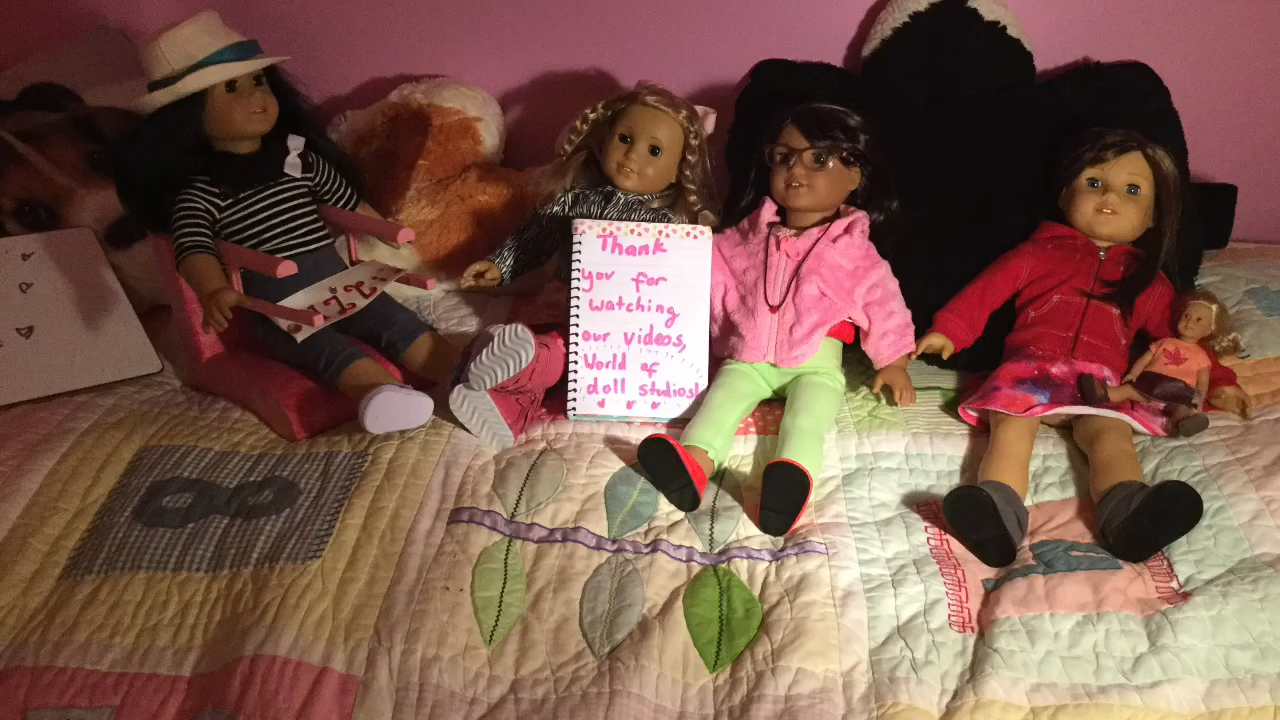 Thank
you for
watching
our videos,
World of
doll studios!